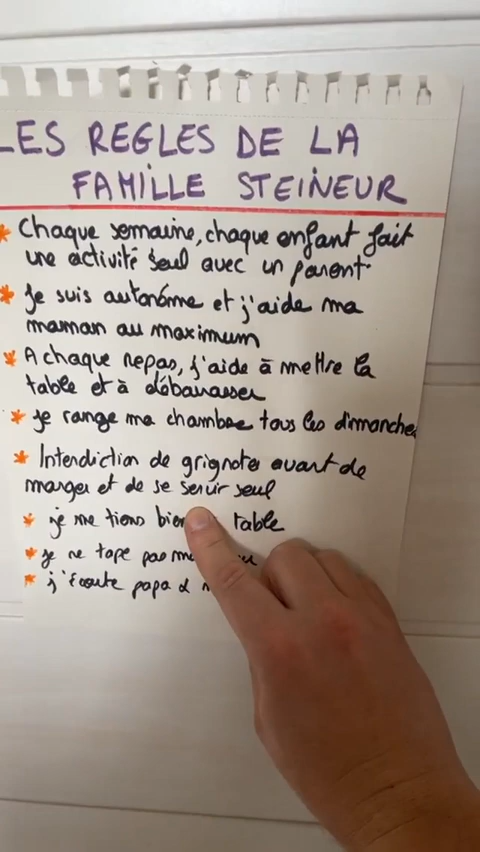 LES REGLES DE LA
FAMILLE STEINEUR
* Chaque semaine, chaque enfant fait
une activité seul avec un parent
* Je suis autonome et j'aide ma
maman au maximum
* A chaque repas, j'aide à mettre la
table et à débarasser
* Je range ma chambre tous les dimanches
* Interdiction de grignoter avant de
manger et de se servir seul
* je me tiens bien table
* je ne tape pas
* j'écoute papa &